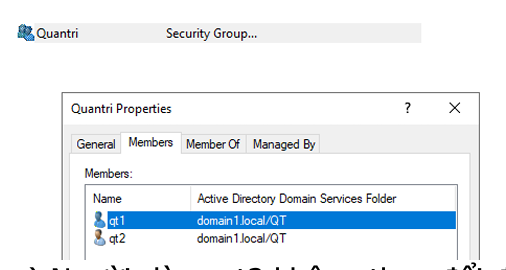 Quantri Security Group...
Quantri Properties ? ×
General Members Member Of Managed By
Members:
Name Active Directory Domain Services Folder
qt1 domain1.local/QT
qt2 domain1.local/QT